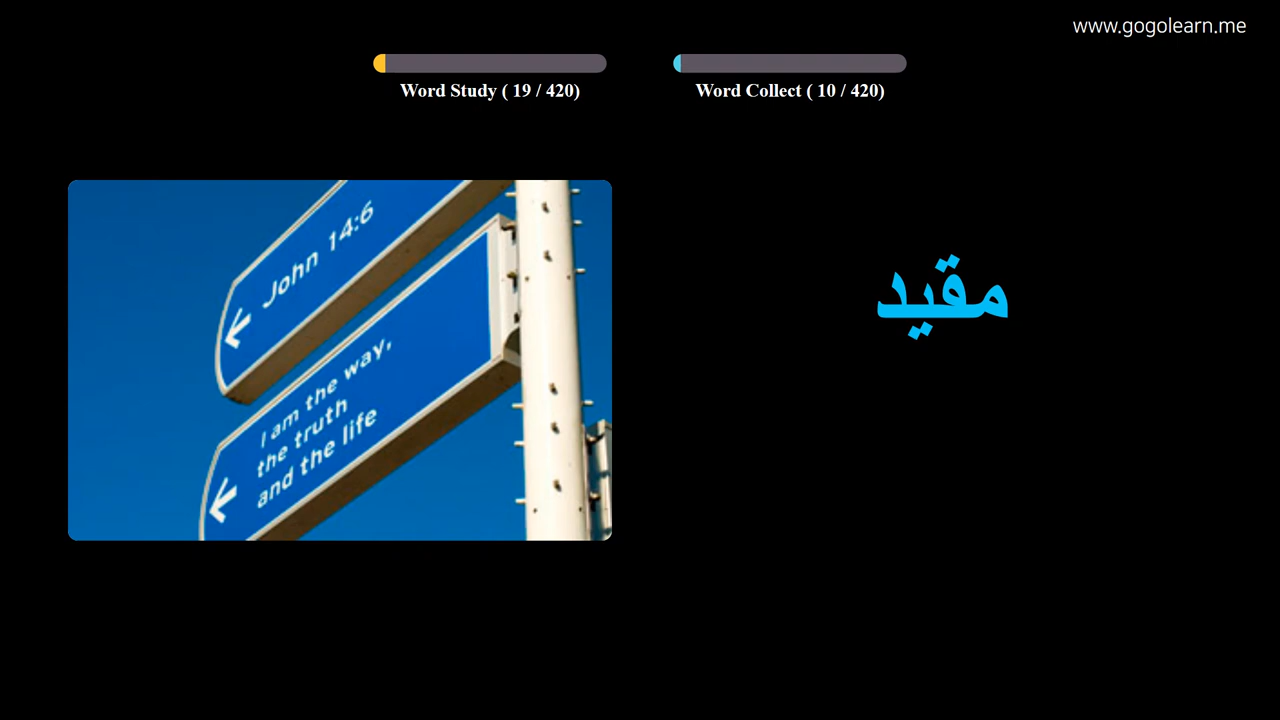 www.gogolearn.me
Word Study ( 19 / 420)
Word Collect ( 10 / 420)
John 14:6
I am the way,
the truth
and the life
مقيد